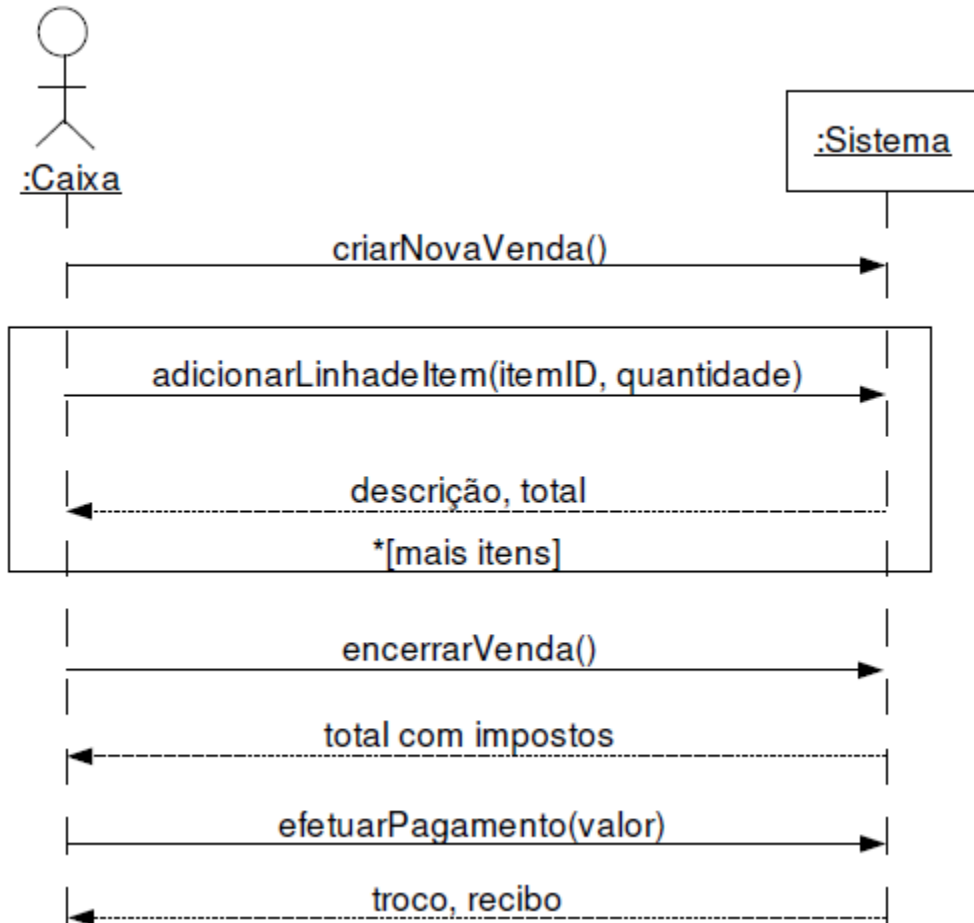 :Caixa
:Sistema
criarNovaVenda()
adicionarLinhadeItem(itemID, quantidade)
descrição, total
*[mais itens]
encerrarVenda()
total com impostos
efetuarPagamento(valor)
troco, recibo